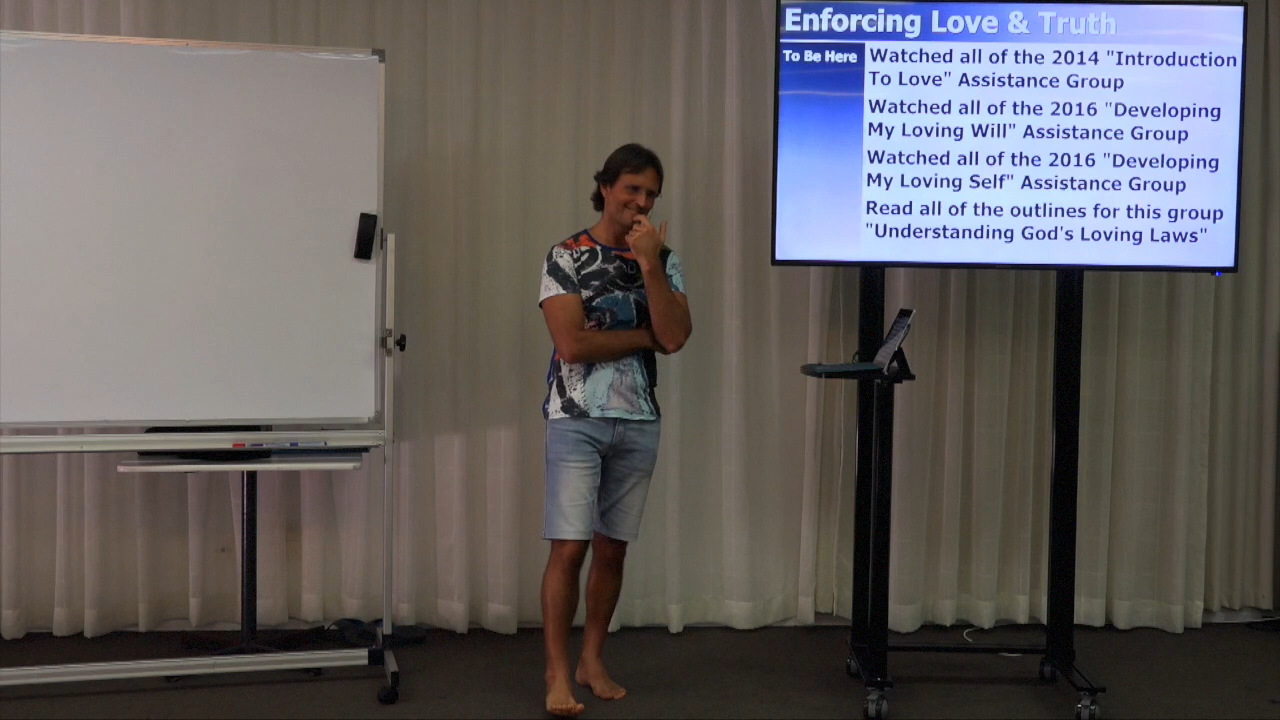 Enforcing Love & Truth
To Be Here
Watched all of the 2014 "Introduction
To Love" Assistance Group
Watched all of the 2016 "Developing
My Loving Will" Assistance Group
Watched all of the 2016 "Developing
My Loving Self" Assistance Group
Read all of the outlines for this group
"Understanding God's Loving Laws"